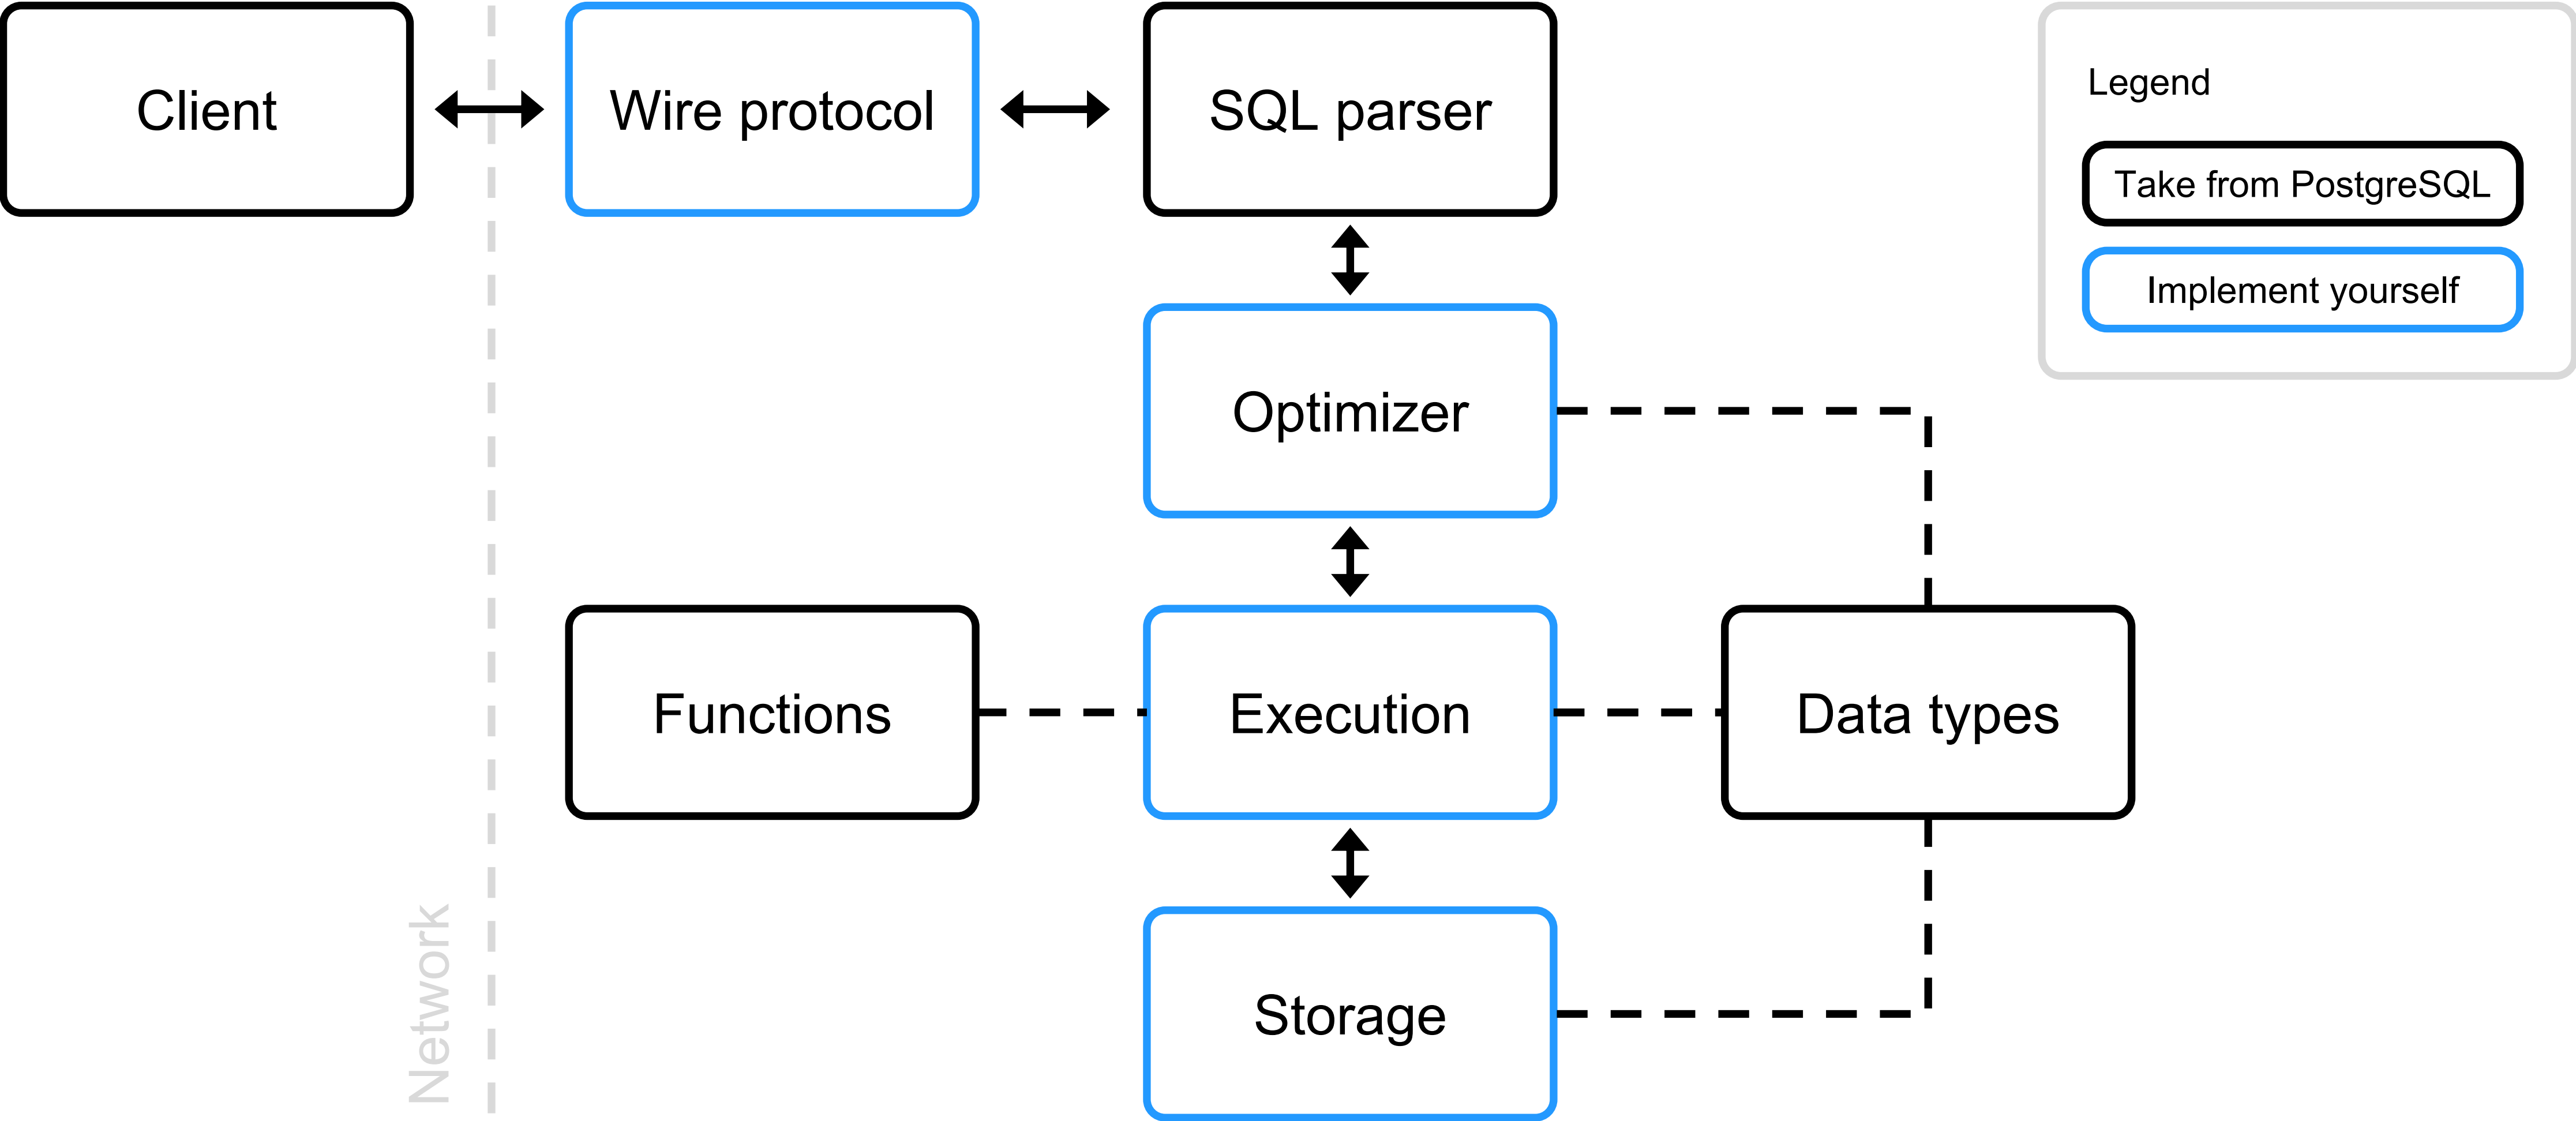 Client
Wire protocol
SQL parser
Legend
Take from PostgreSQL
Implement yourself
Optimizer
Functions
Execution
Data types
Storage
Network